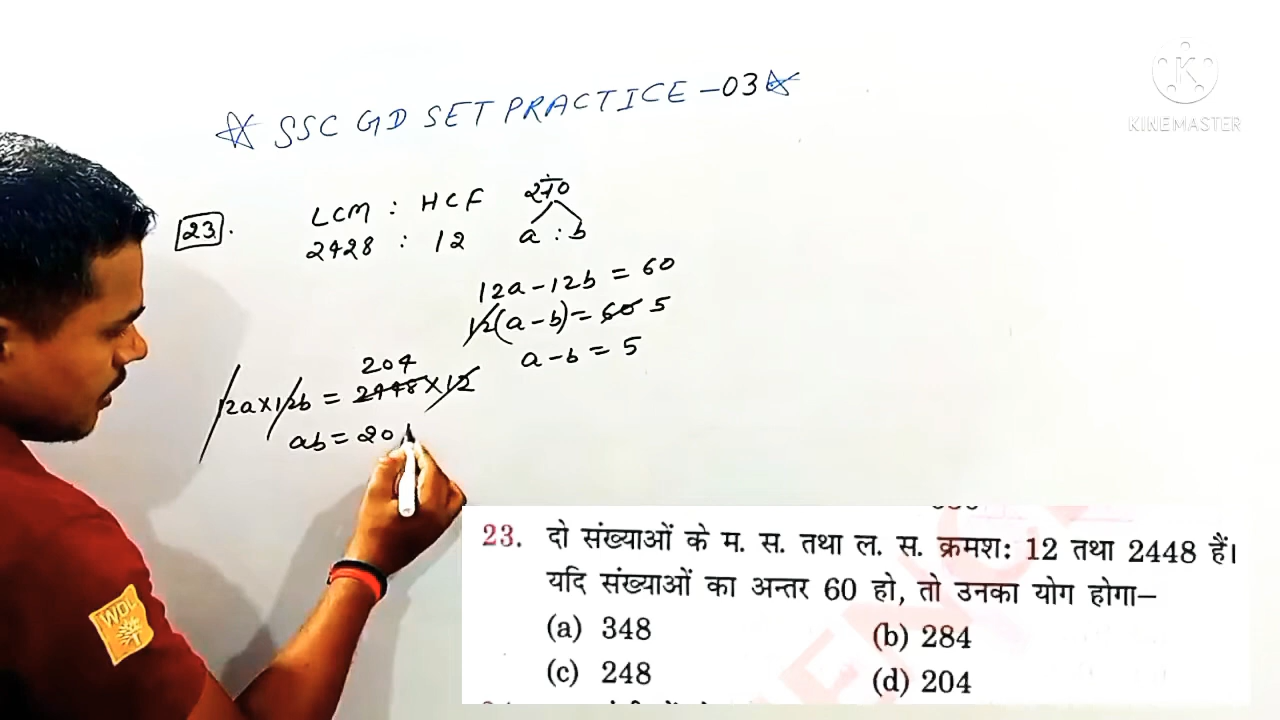 ☆ SSC GD SET PRACTICE - 03 ☆
KINEMASTER
23.
LCM : HCF
2428 : 12
a : b
12a - 12b = 60
12(a - b) = 60 5
a - b = 5
204
12a × 12b = 2448 × 12
ab = 20
WOL
23. दो संख्याओं के म. स. तथा ल. स. क्रमश: 12 तथा 2448 हैं।
यदि संख्याओं का अन्तर 60 हो, तो उनका योग होगा–
(a) 348 (b) 284
(c) 248 (d) 204